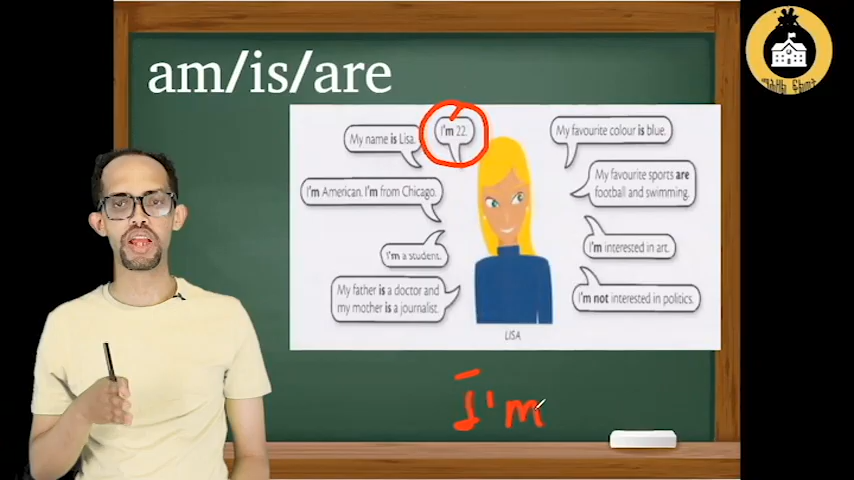 am/is/are
My name is Lisa.
I'm 22.
I'm American. I'm from Chicago.
I'm a student.
My father is a doctor and
my mother is a journalist.
My favourite colour is blue.
My favourite sports are
football and swimming.
I'm interested in art.
I'm not interested in politics.
LISA
I'm